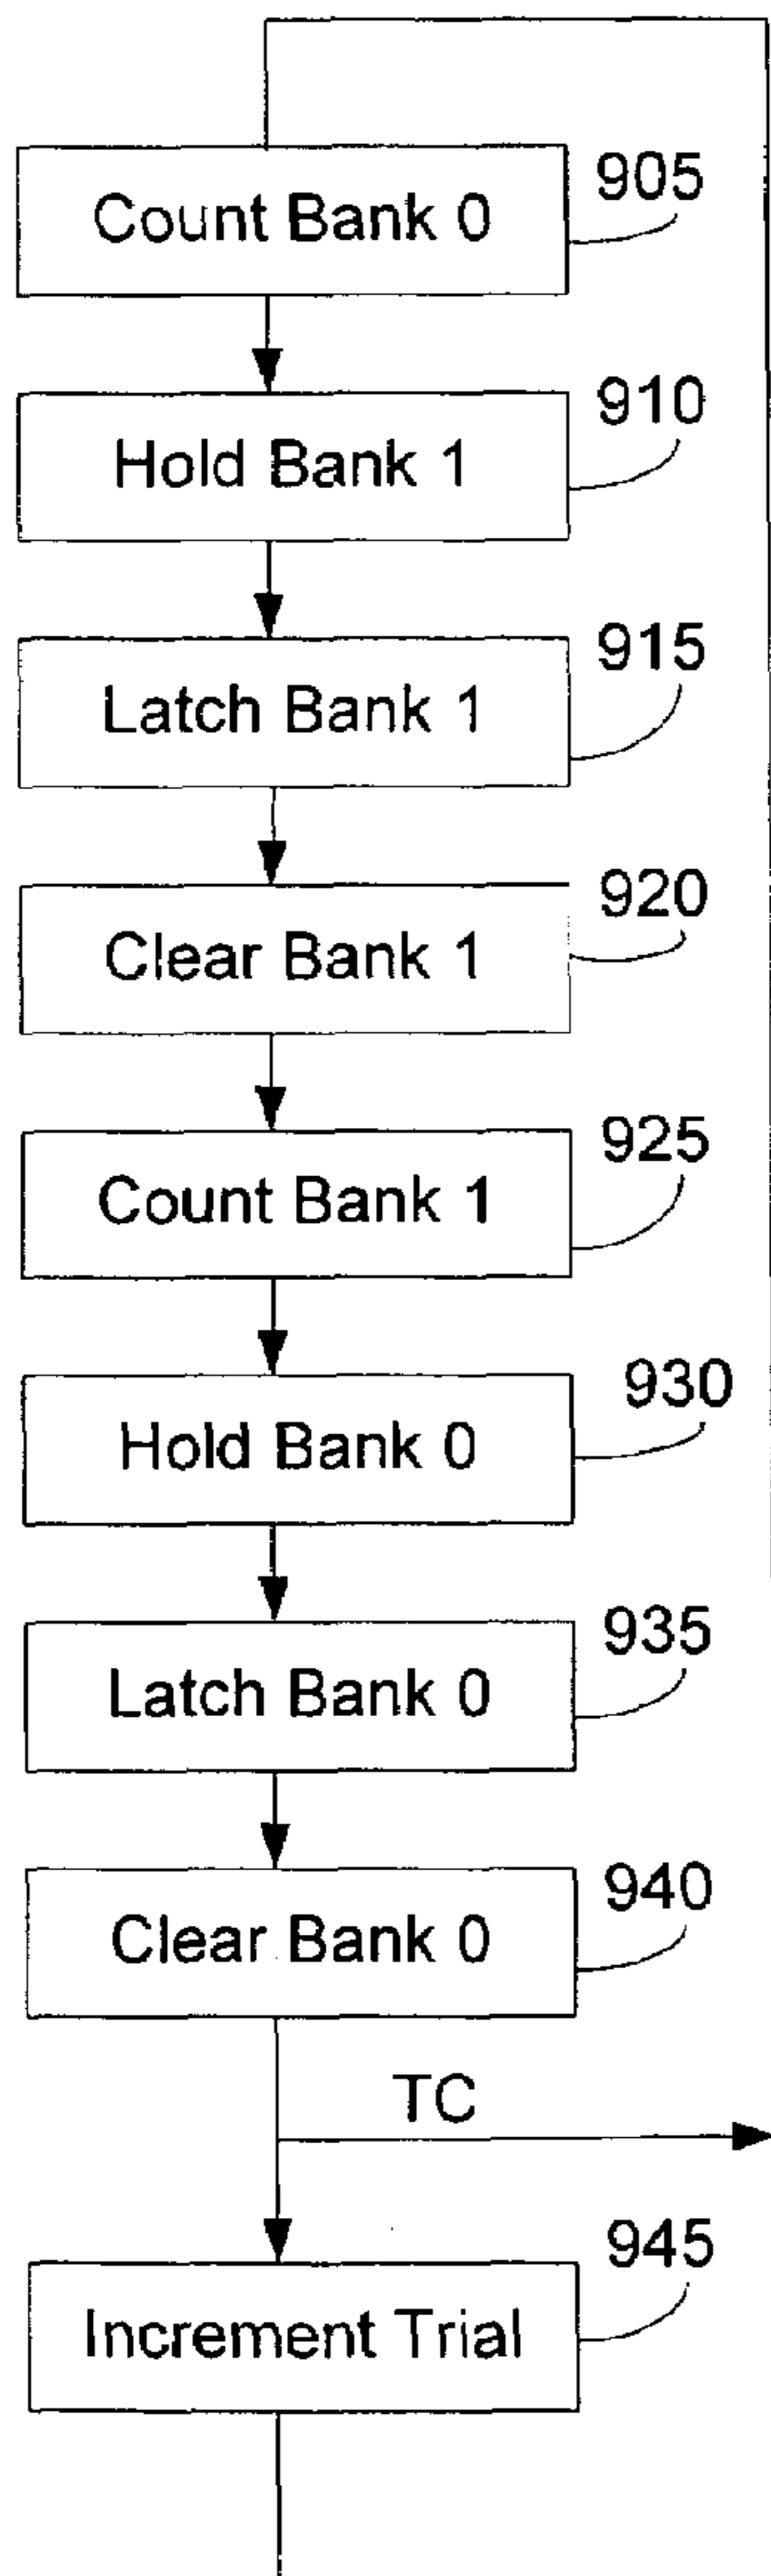 905
Count Bank 0
910
Hold Bank 1
915
Latch Bank 1
920
Clear Bank 1
925
Count Bank 1
930
Hold Bank 0
935
Latch Bank 0
940
Clear Bank 0
TC
945
Increment Trial